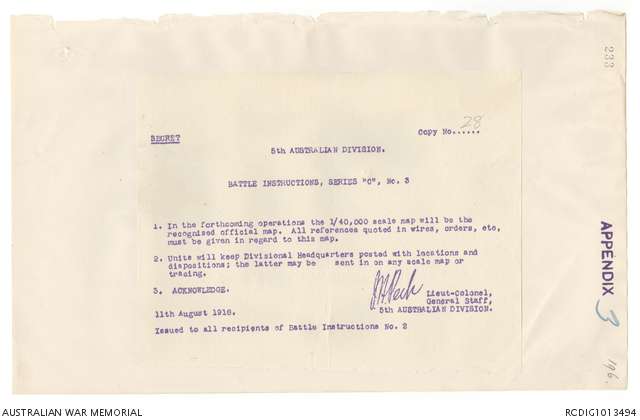 233
SECRET
Copy No...28...
5th AUSTRALIAN DIVISION.
BATTLE INSTRUCTIONS, SERIES "C", No. 3
1. In the forthcoming operations the 1/40,000 scale map will be the
recognised official map. All references quoted in wires, orders, etc,
must be given in regard to this map.
2. Units will keep Divisional Headquarters posted with locations and
dispositions; the latter may be sent in on any scale map or
tracing.
3. ACKNOWLEDGE.
J H Peck
Lieut-Colonel,
General Staff,
5th AUSTRALIAN DIVISION.
11th August 1918.
Issued to all recipients of Battle Instructions No. 2
APPENDIX 3
196
AUSTRALIAN WAR MEMORIAL
RCDIG1013494